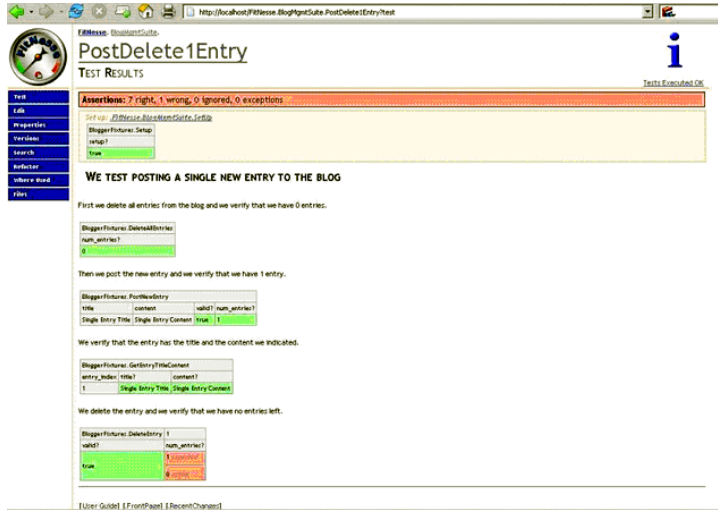 http://localhost/FitNesse.BlogMgmtSuite.PostDelete1Entry?test
FitNesse. BlogMgmtSuite.
PostDelete1Entry
TEST RESULTS
Tests Executed OK
FitNesse
Test
Edit
Properties
Versions
Search
Refactor
Where Used
Files
Assertions: 7 right, 1 wrong, 0 ignored, 0 exceptions
Set up: .FitNesse.BlogMgmtSuite.SetUp
BloggerFixtures.Setup
setup?
true
WE TEST POSTING A SINGLE NEW ENTRY TO THE BLOG
First we delete all entries from the blog and we verify that we have 0 entries.
BloggerFixtures.DeleteAllEntries
num_entries?
0
Then we post the new entry and we verify that we have 1 entry.
BloggerFixtures.PostNewEntry
title content valid? num_entries?
Single Entry Title Single Entry Content true 1
We verify that the entry has the title and the content we indicated.
BloggerFixtures.GetEntryTitleContent
entry_index title? content?
1 Single Entry Title Single Entry Content
We delete the entry and we verify that we have no entries left.
BloggerFixtures.DeleteEntry 1
valid? num_entries?
true
1 expected
0 actual
[User Guide] [FrontPage] [RecentChanges]